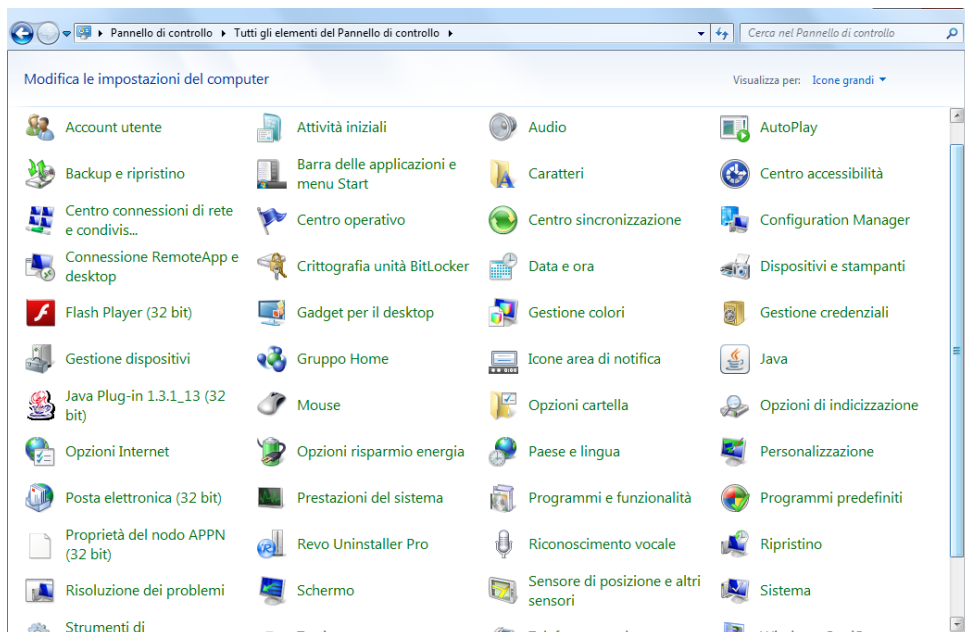 Pannello di controllo Tutti gli elementi del Pannello di controllo Cerca nel Pannello di controllo
Modifica le impostazioni del computer
Visualizza per: Icone grandi
Account utente
Attività iniziali
Audio
AutoPlay
Backup e ripristino
Barra delle applicazioni e
menu Start
Caratteri
Centro accessibilità
Centro connessioni di rete
e condivis...
Centro operativo
Centro sincronizzazione
Configuration Manager
Connessione RemoteApp e
desktop
Crittografia unità BitLocker
Data e ora
Dispositivi e stampanti
Flash Player (32 bit)
Gadget per il desktop
Gestione colori
Gestione credenziali
Gestione dispositivi
Gruppo Home
Icone area di notifica
Java
Java Plug-in 1.3.1_13 (32
bit)
Mouse
Opzioni cartella
Opzioni di indicizzazione
Opzioni Internet
Opzioni risparmio energia
Paese e lingua
Personalizzazione
Posta elettronica (32 bit)
Prestazioni del sistema
Programmi e funzionalità
Programmi predefiniti
Proprietà del nodo APPN
(32 bit)
Revo Uninstaller Pro
Riconoscimento vocale
Ripristino
Risoluzione dei problemi
Schermo
Sensore di posizione e altri
sensori
Sistema
Strumenti di